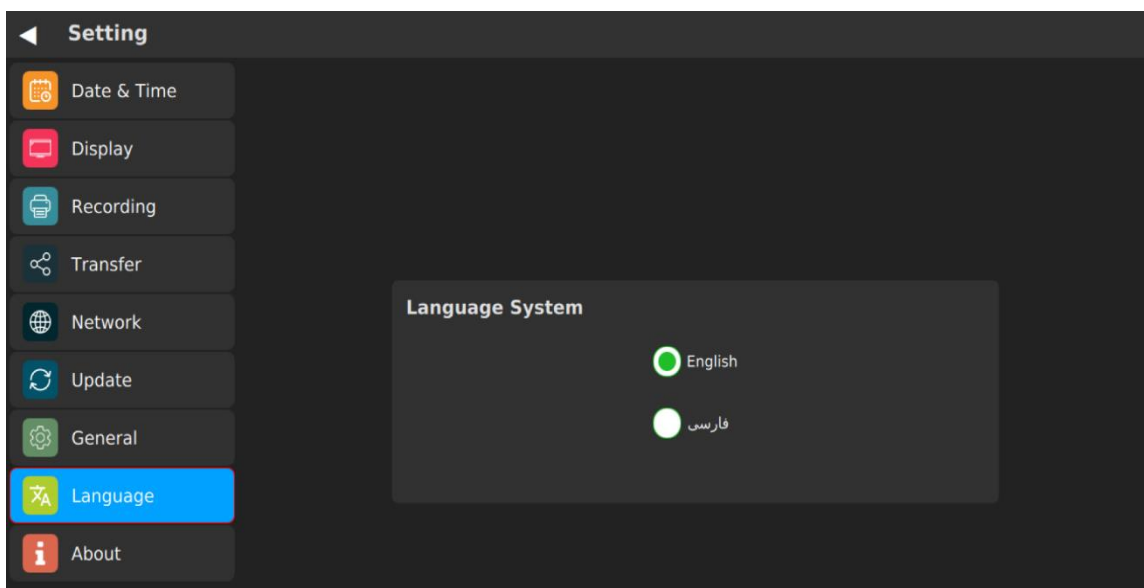 Setting
Date & Time
Display
Recording
Transfer
Network
Update
General
Language
About
Language System
English
فارسی